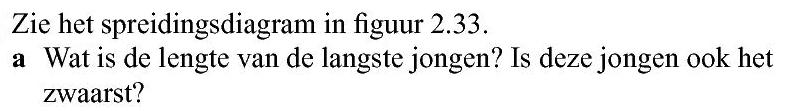 Zie het spreidingsdiagram in figuur 2.33.
a Wat is de lengte van de langste jongen? Is deze jongen ook het
zwaarst?